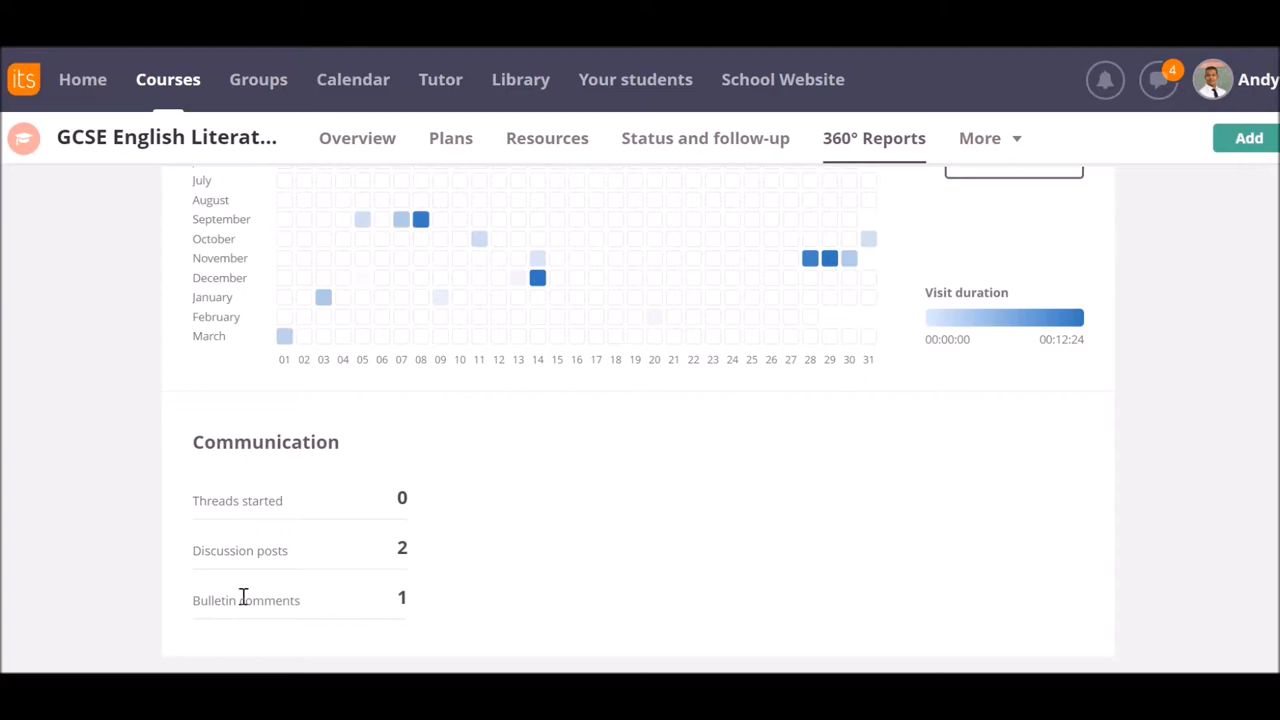 its Home Courses Groups Calendar Tutor Library Your students School Website 4 Andy
GCSE English Literat... Overview Plans Resources Status and follow-up 360° Reports More Add
July
August
September
October
November
December
January
February
March
01 02 03 04 05 06 07 08 09 10 11 12 13 14 15 16 17 18 19 20 21 22 23 24 25 26 27 28 29 30 31
Visit duration
00:00:00 00:12:24
Communication
Threads started 0
Discussion posts 2
Bulletin comments 1